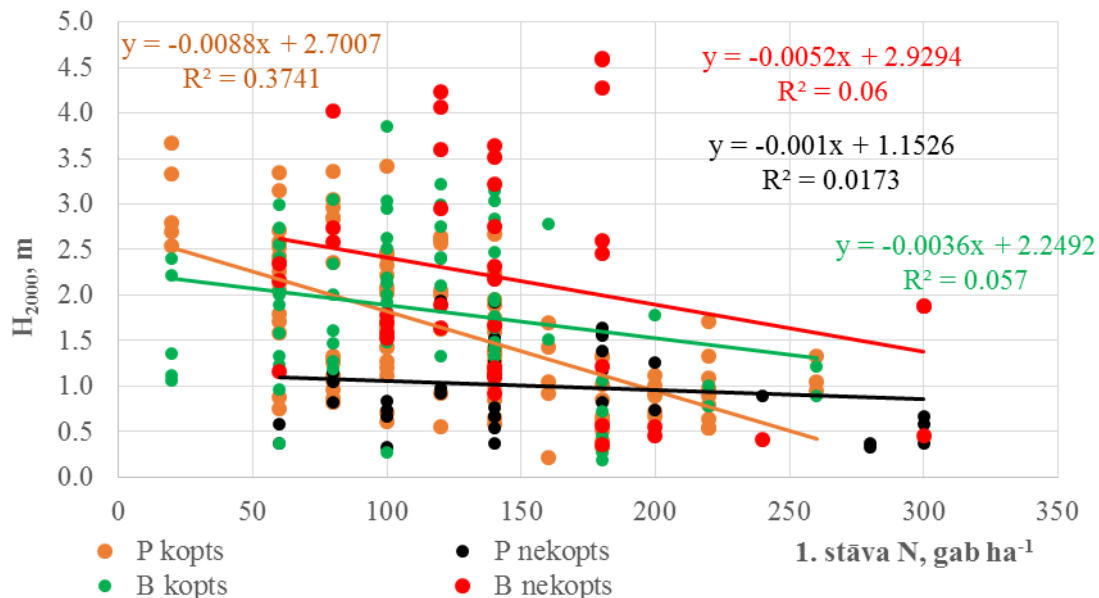 5.0
4.5
4.0
3.5
3.0
2.5
2.0
1.5
1.0
0.5
0.0
H2000, m
y = -0.0088x + 2.7007
R² = 0.3741
y = -0.0052x + 2.9294
R² = 0.06
y = -0.001x + 1.1526
R² = 0.0173
y = -0.0036x + 2.2492
R² = 0.057
0 50 100 150 200 250 300 350
P kopts P nekopts 1. stāva N, gab ha⁻¹
B kopts B nekopts